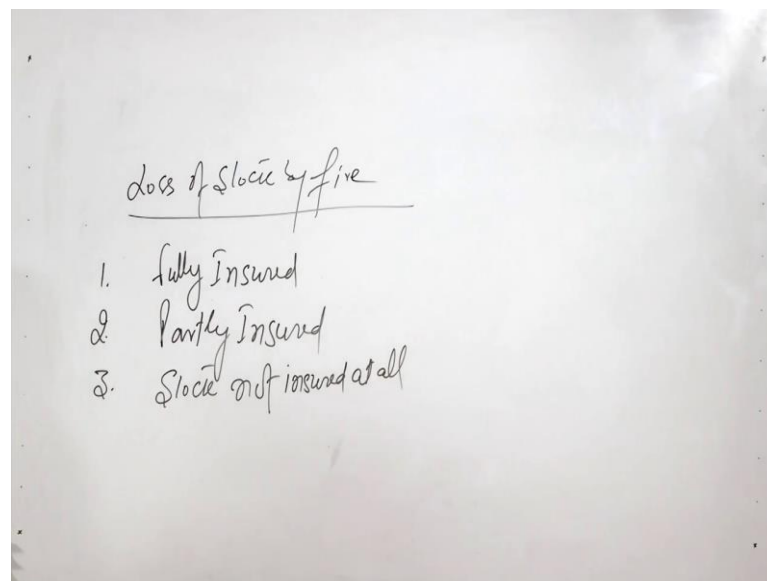 Loss of Stock by fire
1. Fully Insured
2. Partly Insured
3. Stock not insured at all